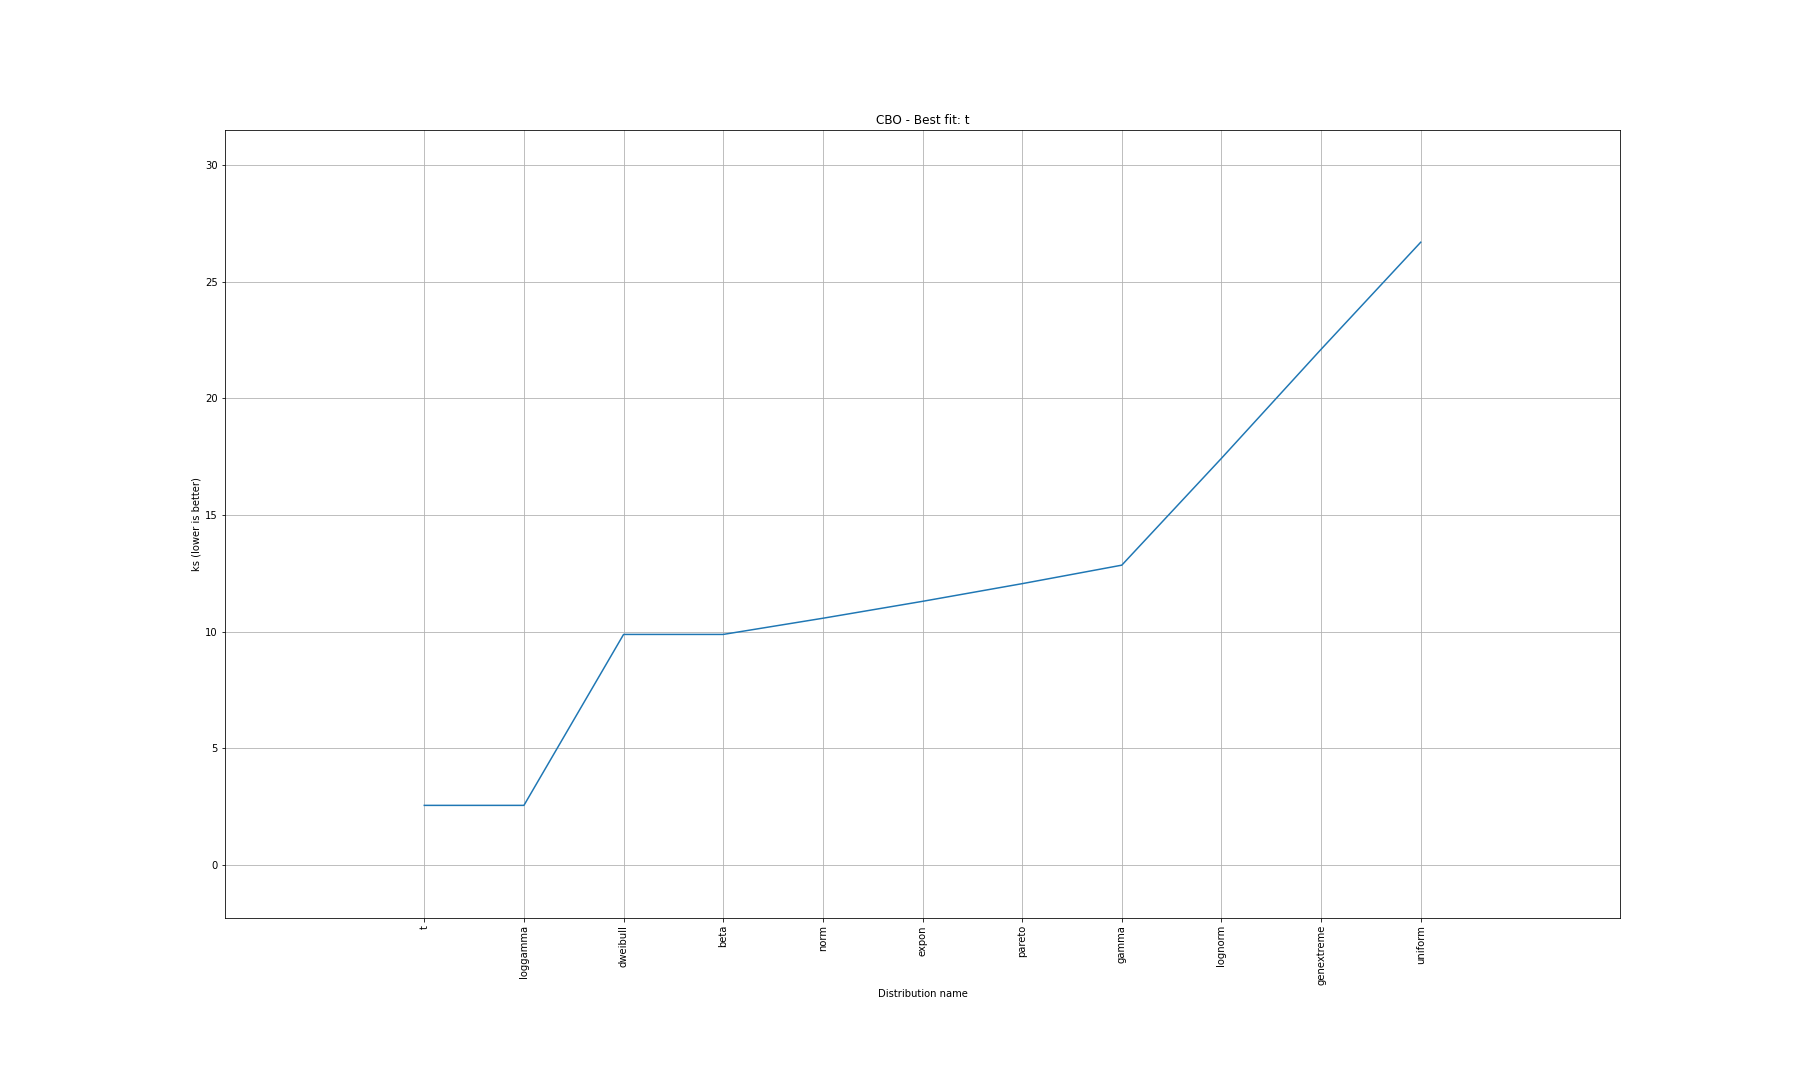 CBO - Best fit: t
30
25
20
15
10
5
0
ks (lower is better)
t
loggamma
dweibull
beta
norm
expon
pareto
gamma
lognorm
genextreme
uniform
Distribution name